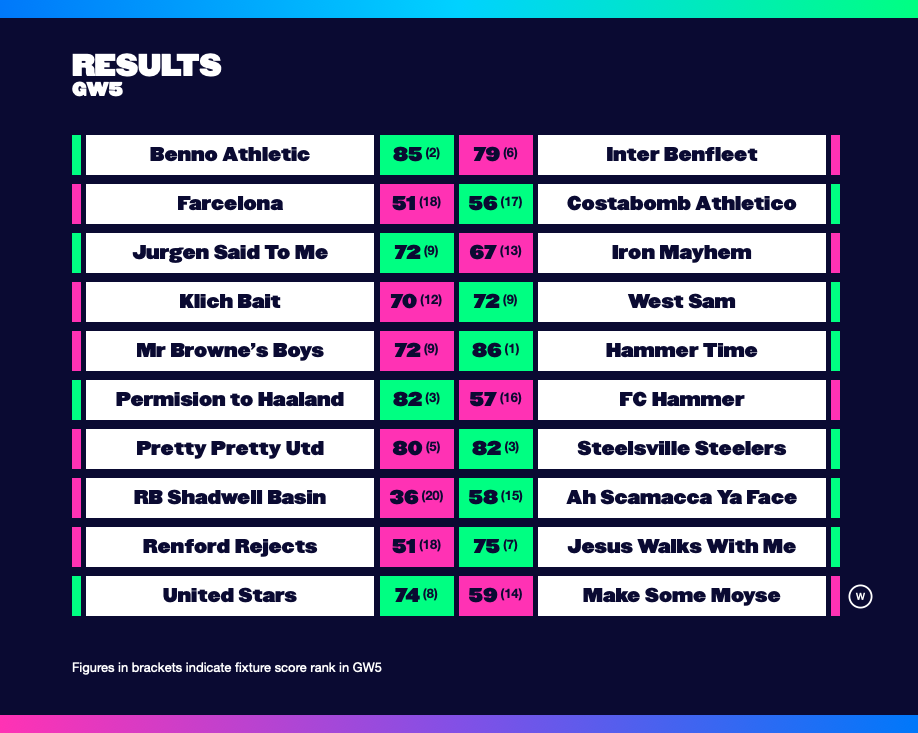 RESULTS
GW5
Benno Athletic 85 (2) 79 (6) Inter Benfleet
Farcelona 51 (18) 56 (17) Costabomb Athletico
Jurgen Said To Me 72 (9) 67 (13) Iron Mayhem
Klich Bait 70 (12) 72 (9) West Sam
Mr Browne’s Boys 72 (9) 86 (1) Hammer Time
Permision to Haaland 82 (3) 57 (16) FC Hammer
Pretty Pretty Utd 80 (5) 82 (3) Steelsville Steelers
RB Shadwell Basin 36 (20) 58 (15) Ah Scamacca Ya Face
Renford Rejects 51 (18) 75 (7) Jesus Walks With Me
United Stars 74 (8) 59 (14) Make Some Moyse W
Figures in brackets indicate fixture score rank in GW5